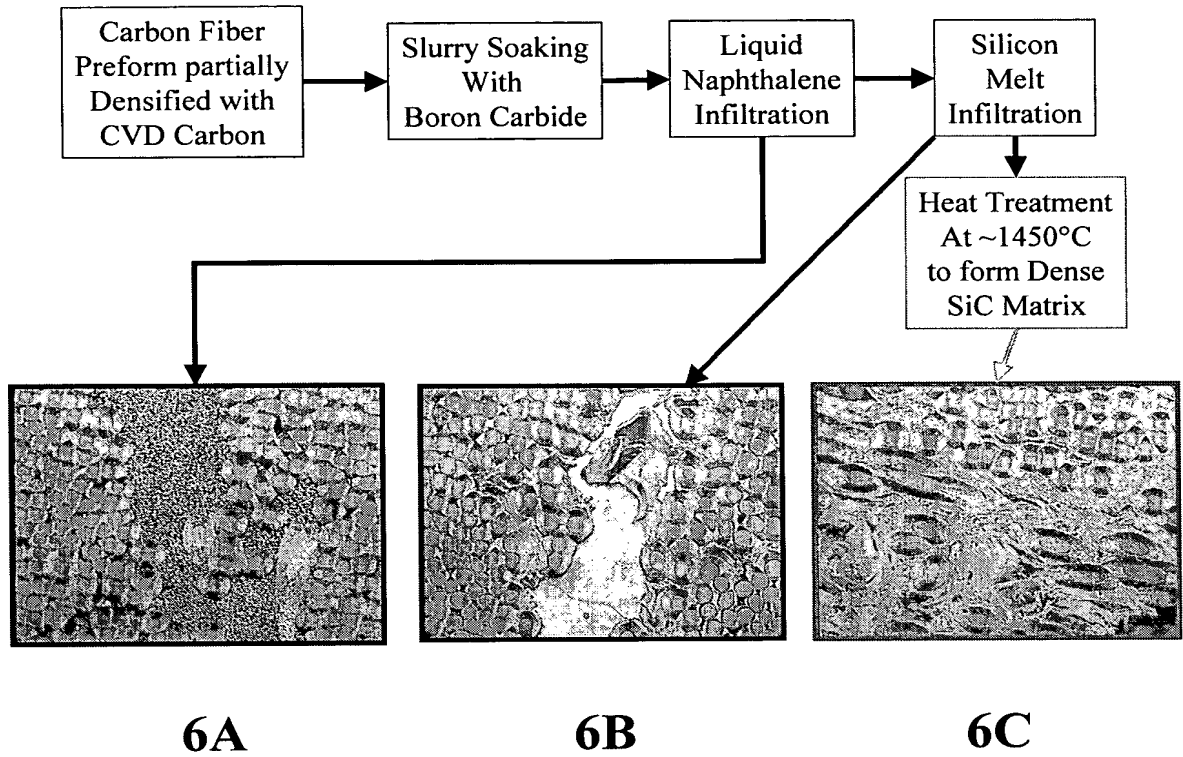 Carbon Fiber
Preform partially
Densified with
CVD Carbon
Slurry Soaking
With
Boron Carbide
Liquid
Naphthalene
Infiltration
Silicon
Melt
Infiltration
Heat Treatment
At ~1450°C
to form Dense
SiC Matrix
6A
6B
6C